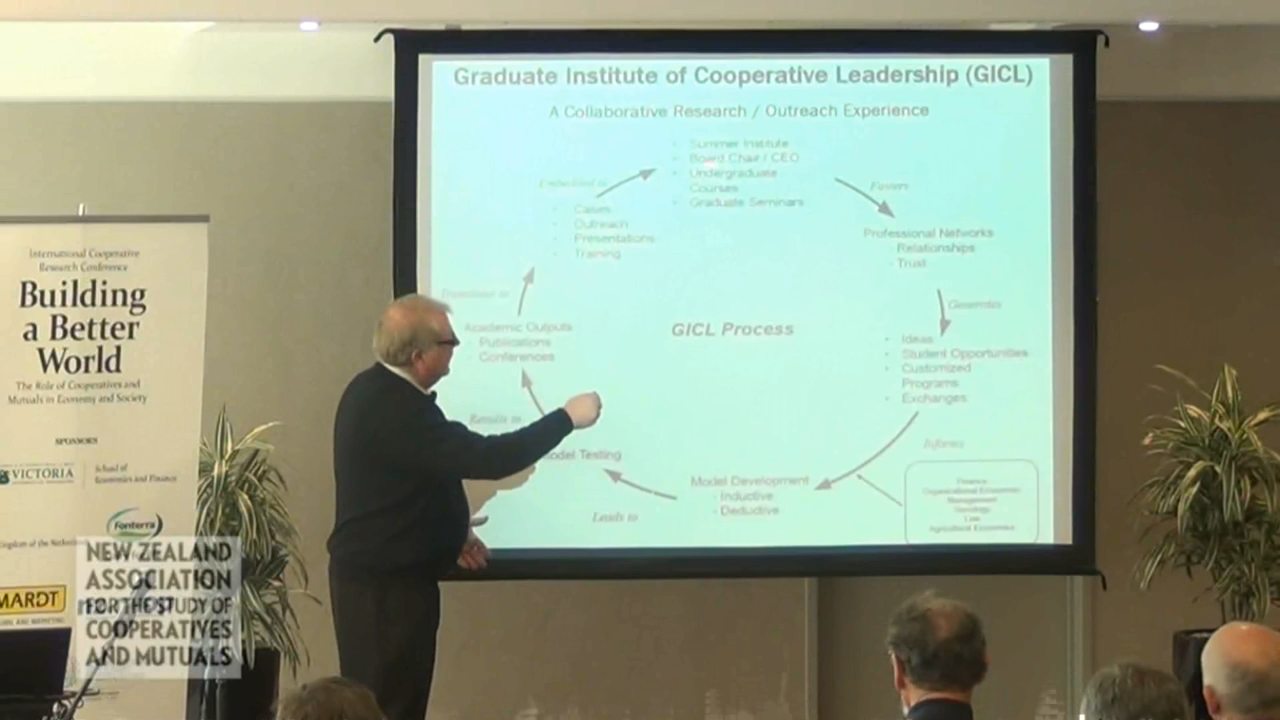 Graduate Institute of Cooperative Leadership (GICL)
A Collaborative Research / Outreach Experience
Summer Institute
Board Chair / CEO
Undergraduate
Courses
Graduate Seminars
Embedded in
Fosters
Cases
Outreach
Presentations
Training
Professional Networks
- Relationships
- Trust
Generates
Academic Outputs
- Publications
- Conferences
GICL Process
Ideas
Student Opportunities
Customized
Programs
Exchanges
Results in
Informs
Model Testing
Model Development
- Inductive
- Deductive
Leads to
Finance
Organizational Economics
Management
Sociology
Law
Agricultural Economics
International Cooperative
Research Conference
Building
a Better
World
The Role of Cooperatives and
Mutuals in Economy and Society
SPONSORS
VICTORIA
School of
Economics and Finance
Fonterra
MARDT
NEW ZEALAND
ASSOCIATION
FOR THE STUDY OF
COOPERATIVES
AND MUTUALS